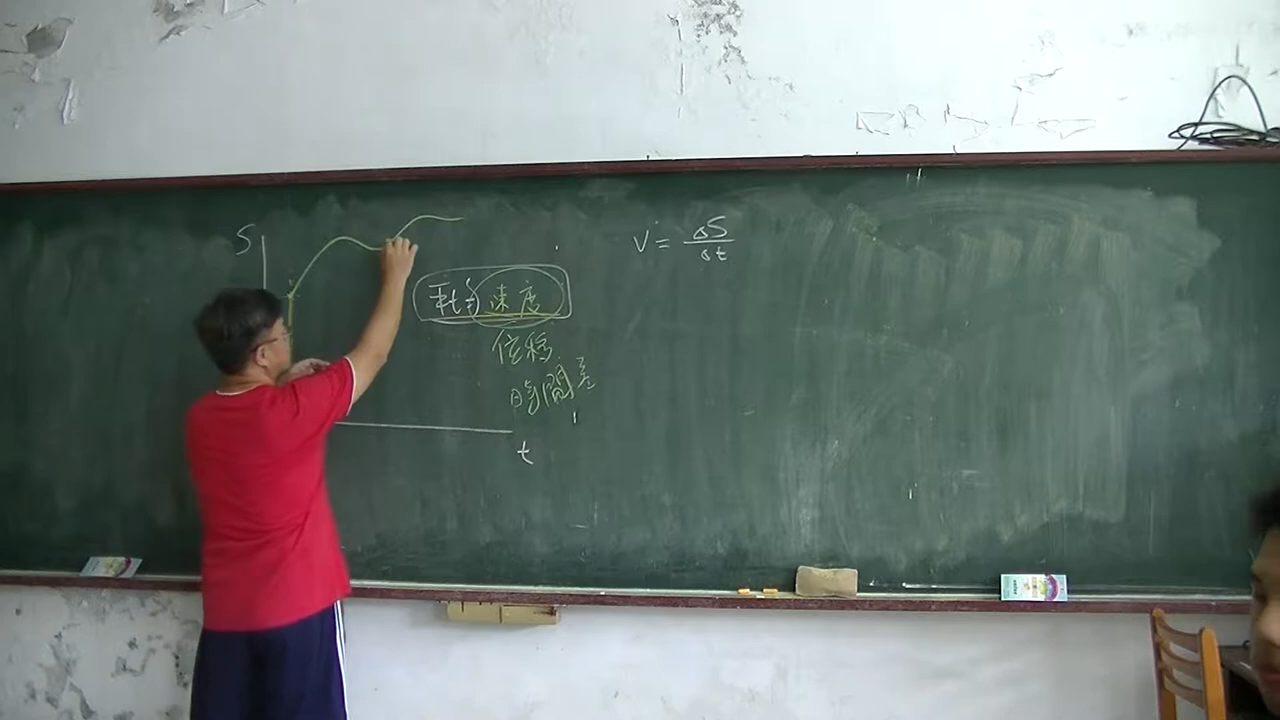 S
v = ΔS/Δt
平均速度
位移
時間差
t